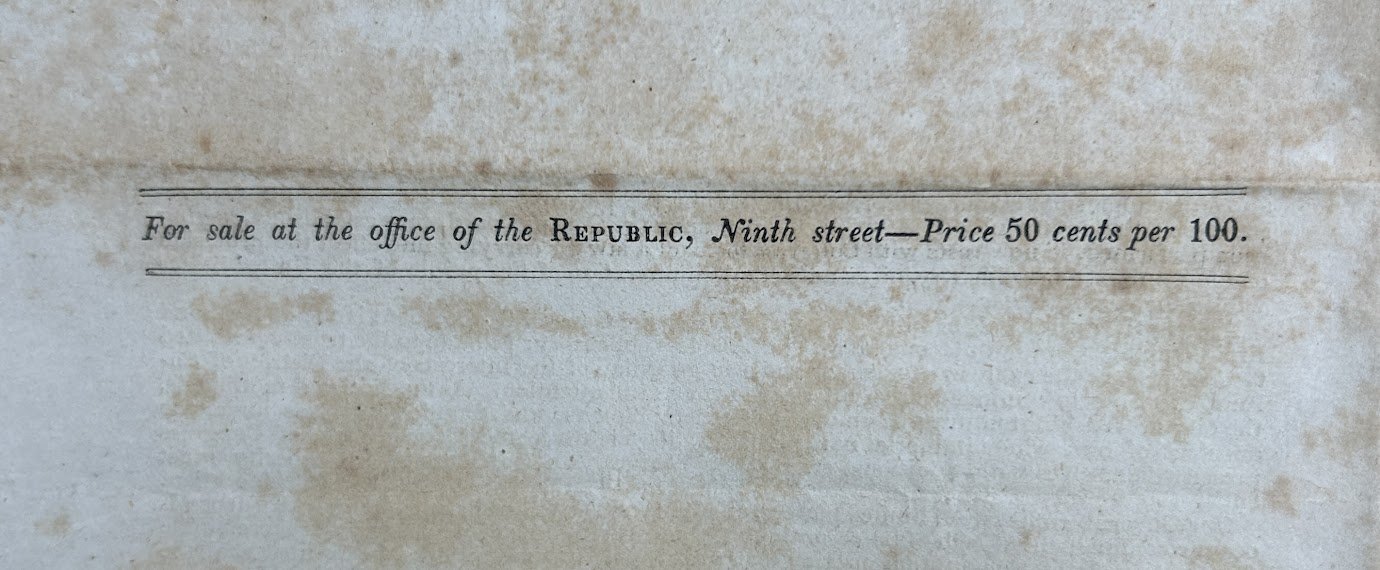 For sale at the office of the REPUBLIC, Ninth street—Price 50 cents per 100.